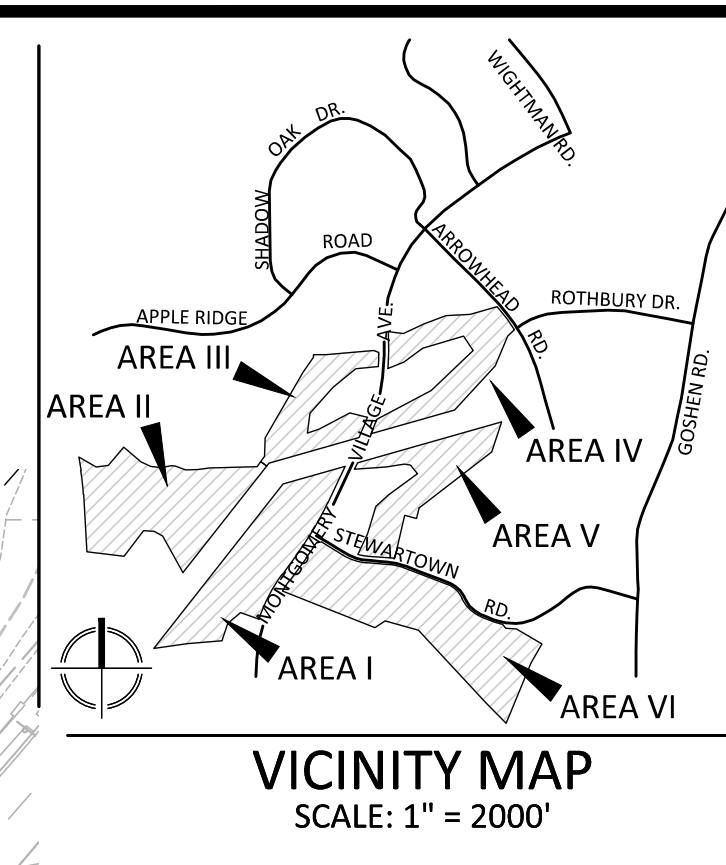 WIGHTMAN RD.
SHADOW OAK DR.
APPLE RIDGE ROAD
ARROWHEAD RD.
ROTHBURY DR.
GOSHEN RD.
MONTGOMERY VILLAGE AVE.
AREA III
AREA II
AREA IV
AREA V
STEWARTOWN RD.
AREA I
AREA VI
VICINITY MAP
SCALE: 1" = 2000'